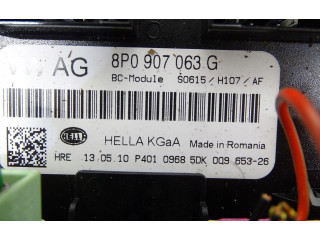 VW AG 8P0 907 063 G
BC-Module S0615/H107/AF
HELLA
HELLA KGaA Made in Romania
HRE 13.05.10 P401 0968 5DK 009 653-26